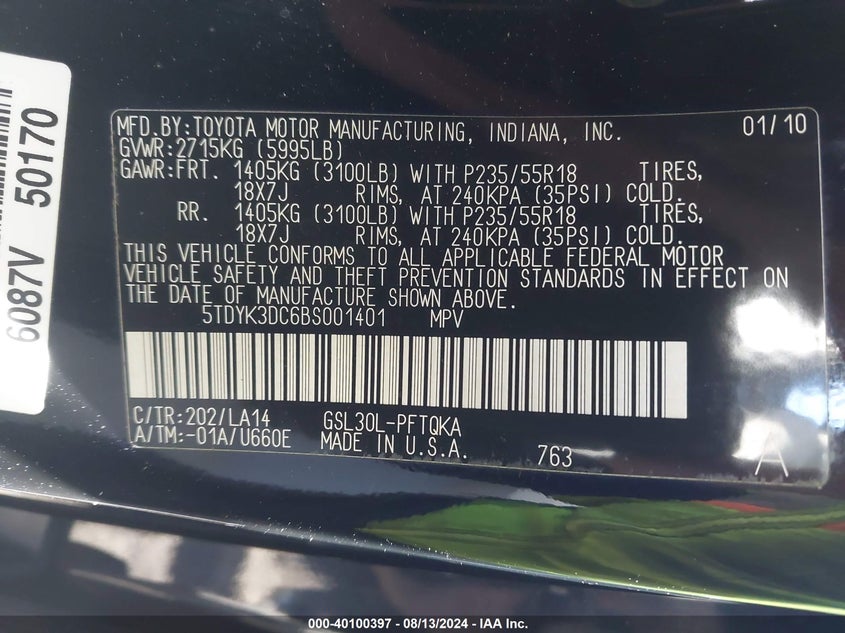 MFD.BY:TOYOTA MOTOR MANUFACTURING, INDIANA, INC. 01/10
GVWR:2715KG (5995LB)
GAWR:FRT. 1405KG (3100LB) WITH P235/55R18 TIRES,
18X7J RIMS, AT 240KPA (35PSI) COLD.
RR. 1405KG (3100LB) WITH P235/55R18 TIRES,
18X7J RIMS, AT 240KPA (35PSI) COLD.
THIS VEHICLE CONFORMS TO ALL APPLICABLE FEDERAL MOTOR
VEHICLE SAFETY AND THEFT PREVENTION STANDARDS IN EFFECT ON
THE DATE OF MANUFACTURE SHOWN ABOVE.
5TDYK3DC6BS001401 MPV
C/TR:202/LA14 GSL30L-PFTQKA
A/TM:-01A/U660E MADE IN U.S.A. 763 A
6087V 50170
000-40100397 - 08/13/2024 - IAA Inc.